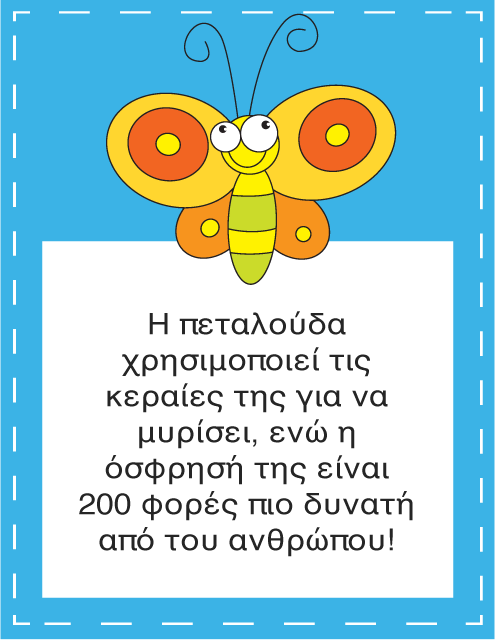 Η πεταλούδα
χρησιμοποιεί τις
κεραίες της για να
μυρίσει, ενώ η
όσφρησή της είναι
200 φορές πιο δυνατή
από του ανθρώπου!